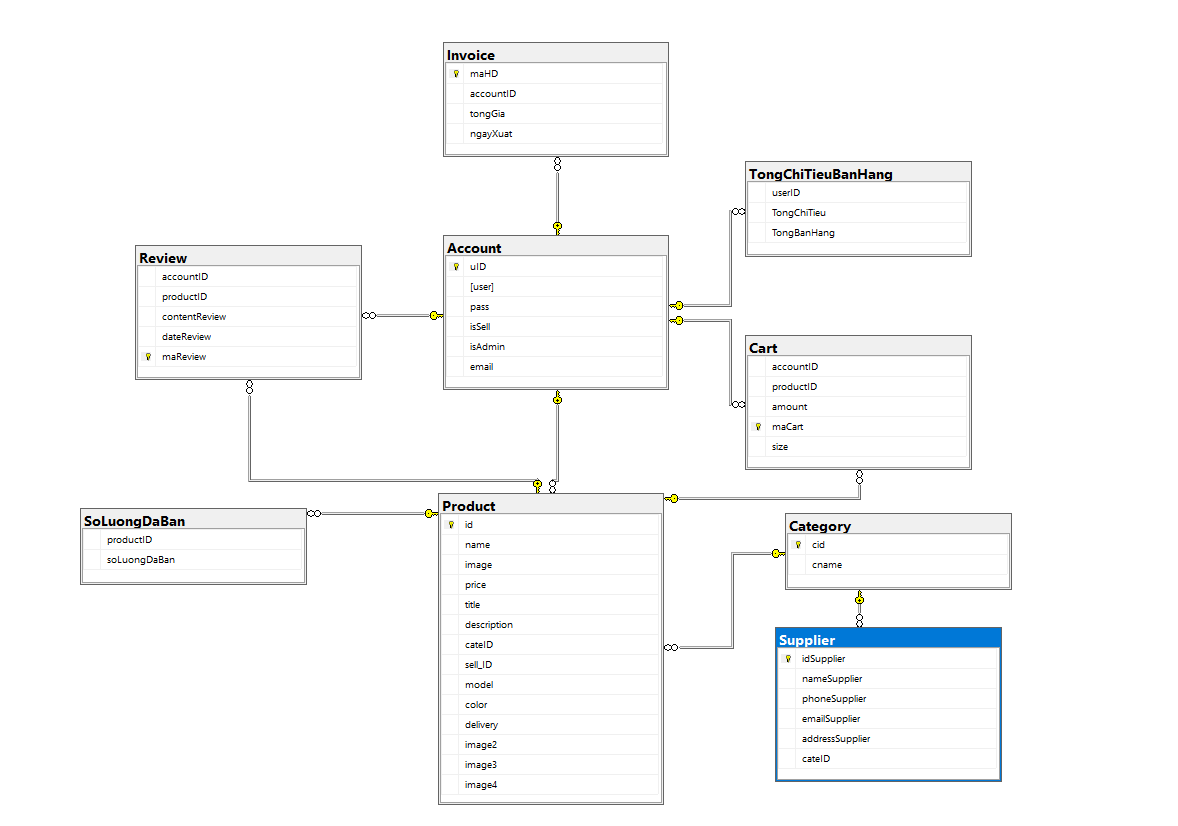 Invoice
maHD
accountID
tongGia
ngayXuat
TongChiTieuBanHang
userID
TongChiTieu
TongBanHang
Account
uID
[user]
pass
isSell
isAdmin
email
Review
accountID
productID
contentReview
dateReview
maReview
Cart
accountID
productID
amount
maCart
size
Product
id
name
image
price
title
description
cateID
sell_ID
model
color
delivery
image2
image3
image4
SoLuongDaBan
productID
soLuongDaBan
Category
cid
cname
Supplier
idSupplier
nameSupplier
phoneSupplier
emailSupplier
addressSupplier
cateID